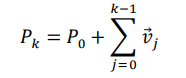 $$P_k = P_0 + \sum_{j=0}^{k-1} \vec{v}_j$$